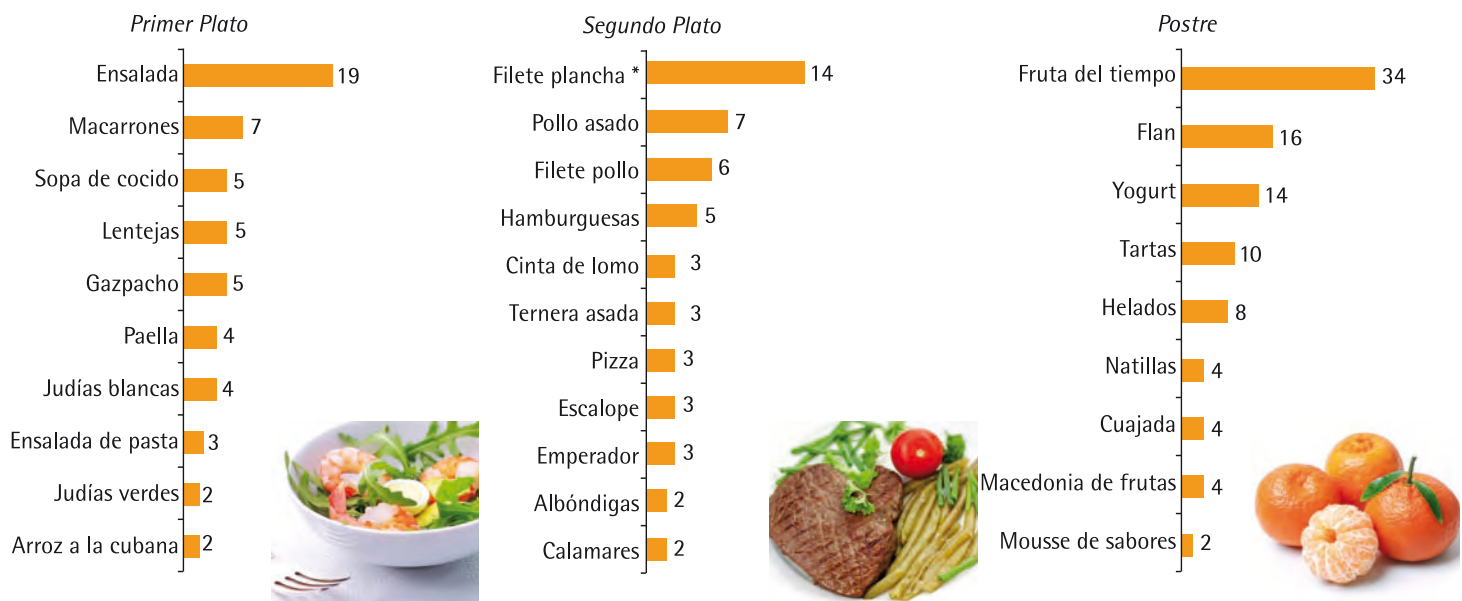 Primer Plato
Ensalada 19
Macarrones 7
Sopa de cocido 5
Lentejas 5
Gazpacho 5
Paella 4
Judías blancas 4
Ensalada de pasta 3
Judías verdes 2
Arroz a la cubana 2
Segundo Plato
Filete plancha * 14
Pollo asado 7
Filete pollo 6
Hamburguesas 5
Cinta de lomo 3
Ternera asada 3
Pizza 3
Escalope 3
Emperador 3
Albóndigas 2
Calamares 2
Postre
Fruta del tiempo 34
Flan 16
Yogurt 14
Tartas 10
Helados 8
Natillas 4
Cuajada 4
Macedonia de frutas 4
Mousse de sabores 2